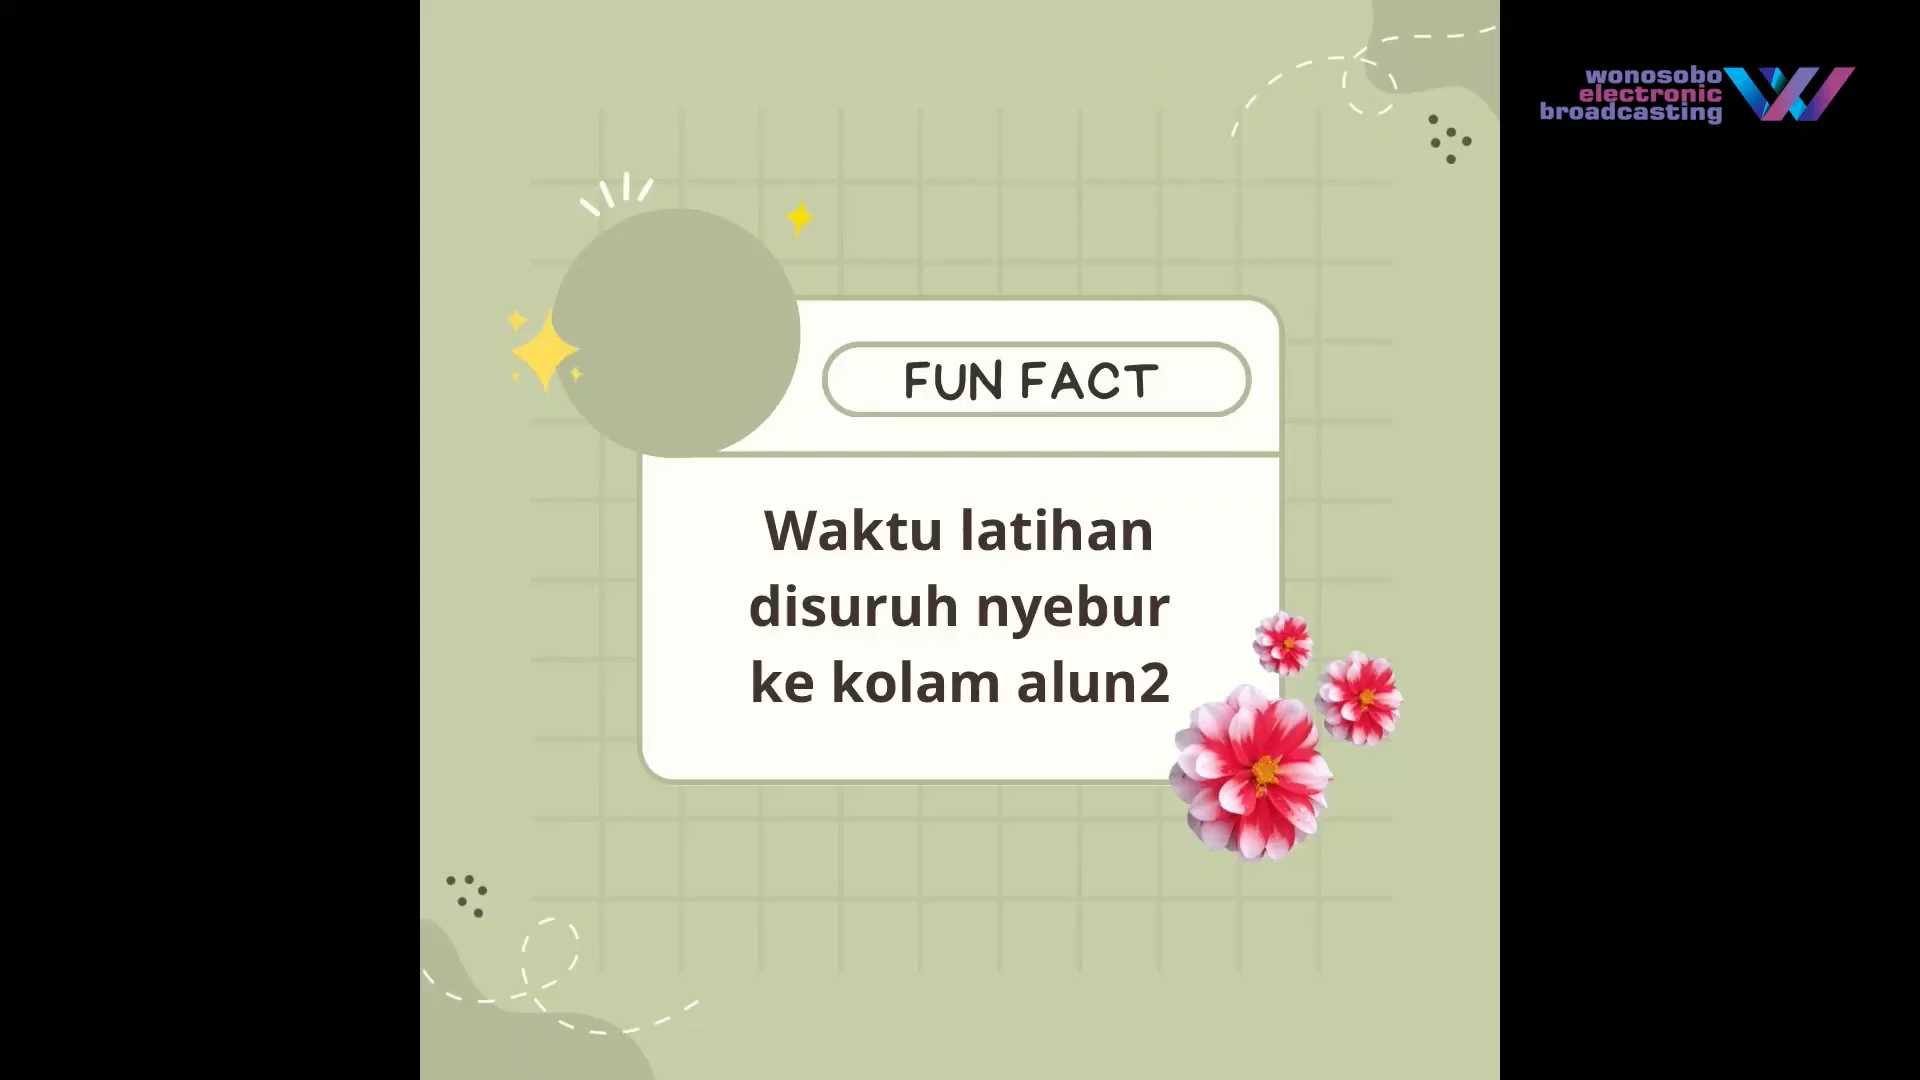 wonosobo
electronic
broadcasting
FUN FACT
Waktu latihan
disuruh nyebur
ke kolam alun2